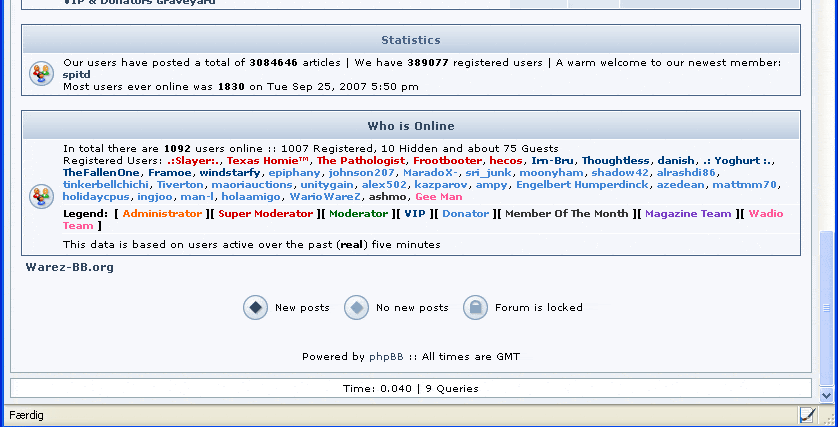 VIP & Donators Graveyard
Statistics
Our users have posted a total of 3084646 articles | We have 389077 registered users | A warm welcome to our newest member:
spitd
Most users ever online was 1830 on Tue Sep 25, 2007 5:50 pm
Who is Online
In total there are 1092 users online :: 1007 Registered, 10 Hidden and about 75 Guests
Registered Users: .:Slayer:., Texas Homie™, The Pathologist, Frootbooter, hecos, Irn-Bru, Thoughtless, danish, .: Yoghurt :.,
TheFallenOne, Framoe, windstarfy, epiphany, johnson207, MaradoX-, sri_junk, moonyham, shadow42, alrashdi86,
tinkerbellchichi, Tiverton, maoriauctions, unitygain, alex502, kazparov, ampy, Engelbert Humperdinck, azedean, mattmm70,
holidaycpus, ingjoo, man-l, holaamigo, WarioWareZ, ashmo, Gee Man
Legend: [ Administrator ][ Super Moderator ][ Moderator ][ VIP ][ Donator ][ Member Of The Month ][ Magazine Team ][ Wadio
Team ]
This data is based on users active over the past (real) five minutes
Warez-BB.org
New posts No new posts Forum is locked
Powered by phpBB :: All times are GMT
Time: 0.040 | 9 Queries
Færdig